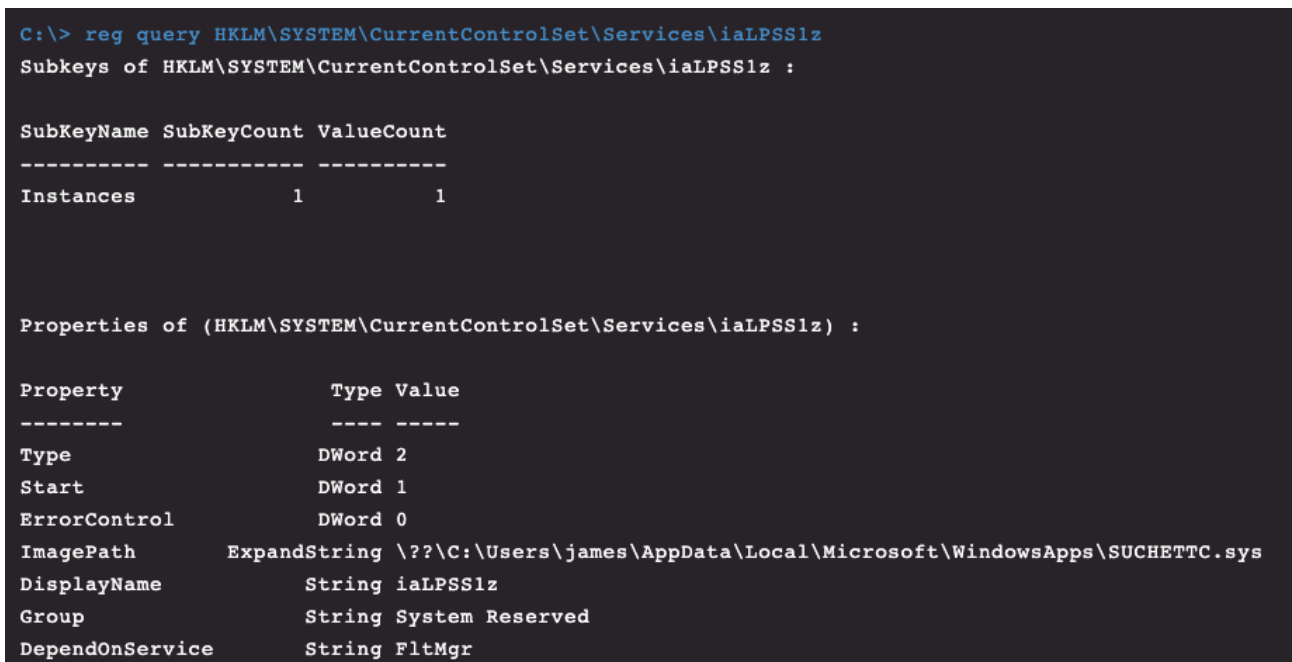 C:\> reg query HKLM\SYSTEM\CurrentControlSet\Services\iaLPSS1z
Subkeys of HKLM\SYSTEM\CurrentControlSet\Services\iaLPSS1z :
SubKeyName SubKeyCount ValueCount
---------- ----------- ----------
Instances 1 1
Properties of (HKLM\SYSTEM\CurrentControlSet\Services\iaLPSS1z) :
Property Type Value
-------- ---- -----
Type DWord 2
Start DWord 1
ErrorControl DWord 0
ImagePath ExpandString \??\C:\Users\james\AppData\Local\Microsoft\WindowsApps\SUCHETTC.sys
DisplayName String iaLPSS1z
Group String System Reserved
DependOnService String FltMgr